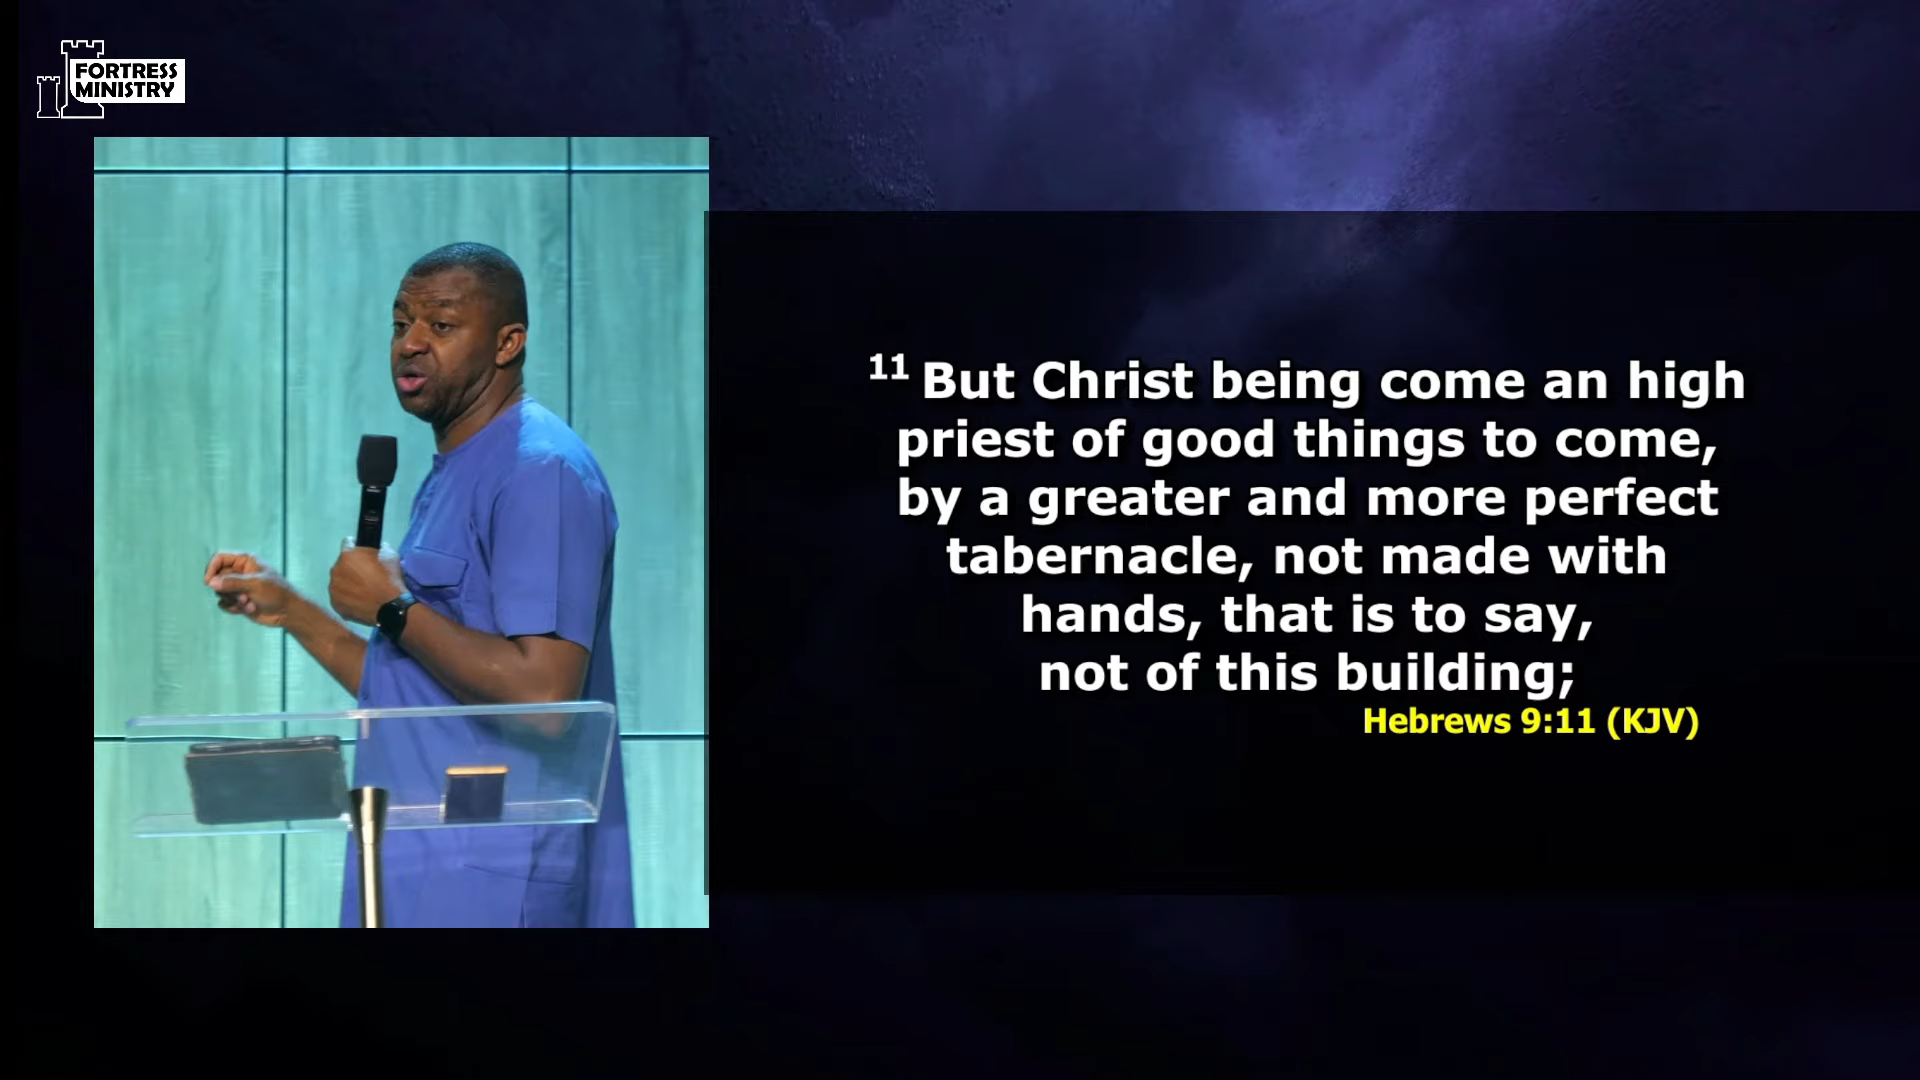 FORTRESS
MINISTRY
11 But Christ being come an high
priest of good things to come,
by a greater and more perfect
tabernacle, not made with
hands, that is to say,
not of this building;
Hebrews 9:11 (KJV)